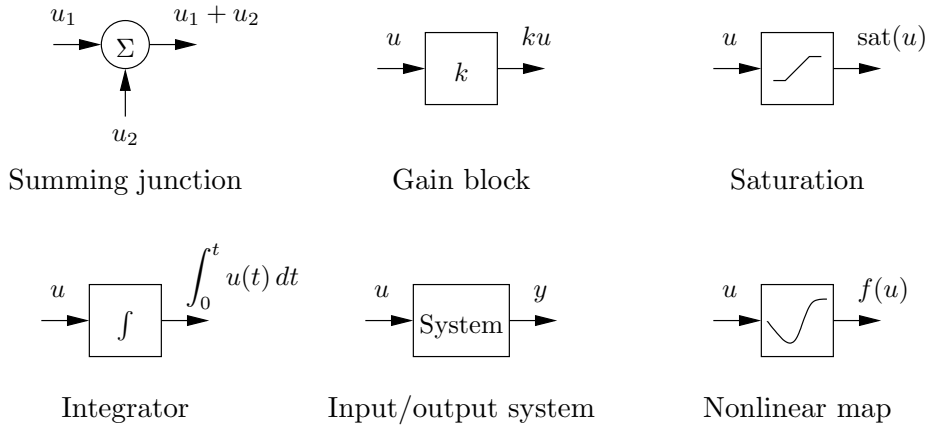 u₁
u₁ + u₂
Σ
u₂
Summing junction
u
ku
k
Gain block
u
sat(u)
Saturation
u
∫₀ᵗ u(t) dt
∫
Integrator
u
y
System
Input/output system
u
f(u)
Nonlinear map